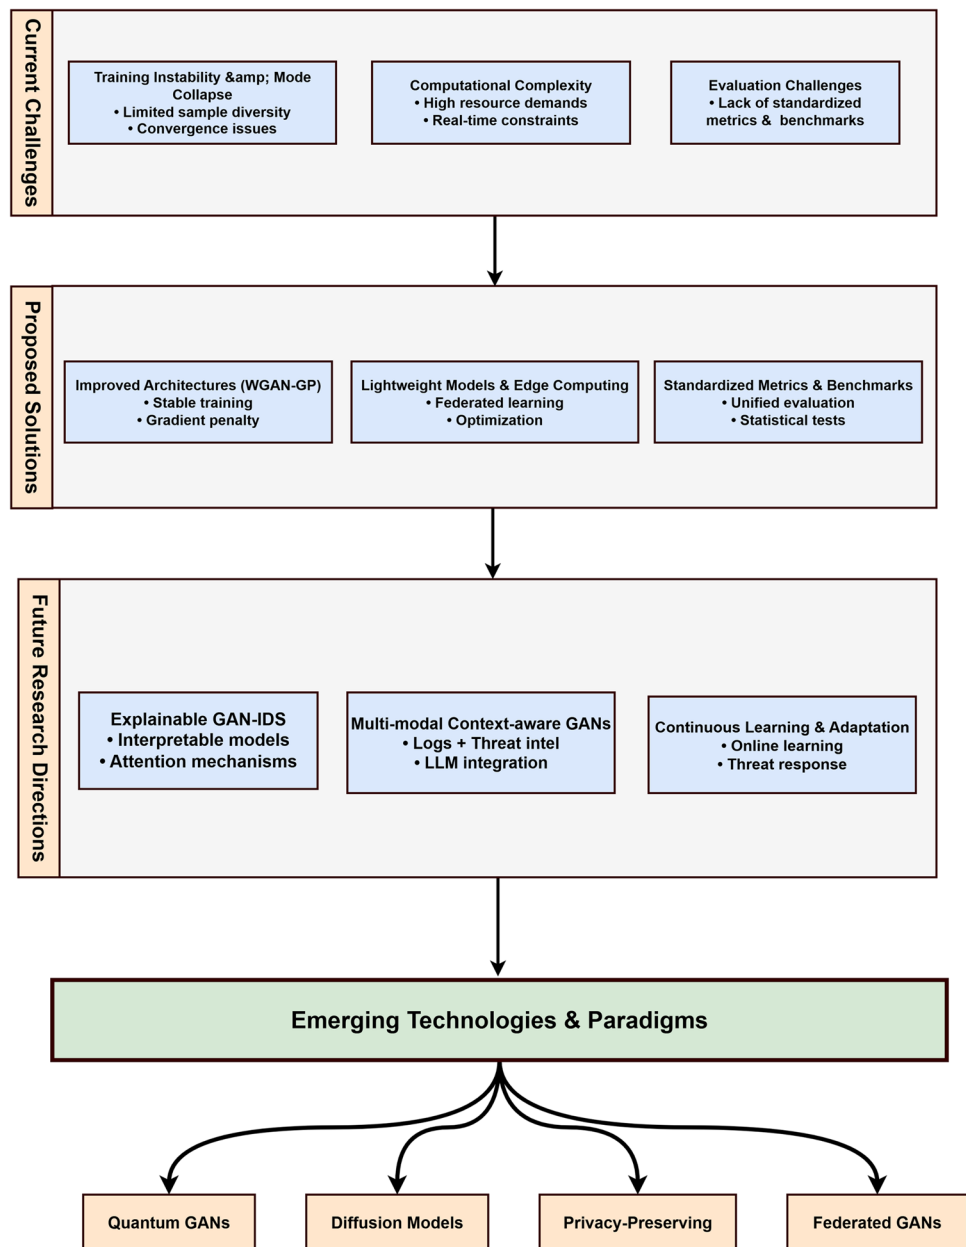 Current Challenges
Training Instability &amp; Mode
Collapse
• Limited sample diversity
• Convergence issues
Computational Complexity
• High resource demands
• Real-time constraints
Evaluation Challenges
• Lack of standardized
metrics & benchmarks
Proposed Solutions
Improved Architectures (WGAN-GP)
• Stable training
• Gradient penalty
Lightweight Models & Edge Computing
• Federated learning
• Optimization
Standardized Metrics & Benchmarks
• Unified evaluation
• Statistical tests
Future Research Directions
Explainable GAN-IDS
• Interpretable models
• Attention mechanisms
Multi-modal Context-aware GANs
• Logs + Threat intel
• LLM integration
Continuous Learning & Adaptation
• Online learning
• Threat response
Emerging Technologies & Paradigms
Quantum GANs
Diffusion Models
Privacy-Preserving
Federated GANs